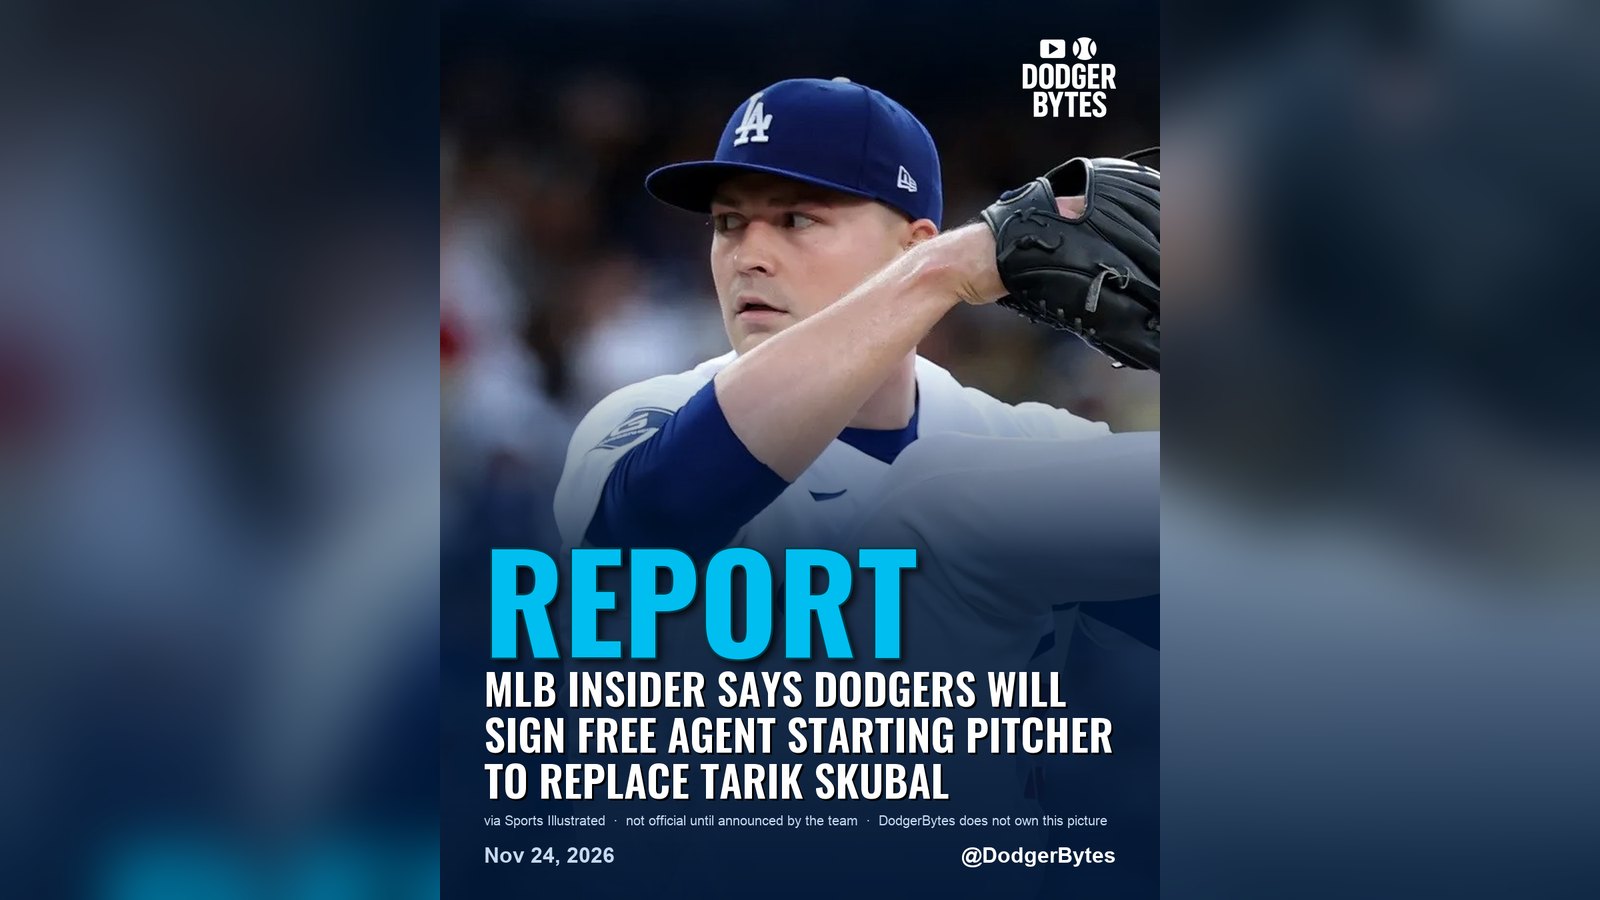 DODGER
BYTES
LA
REPORT
MLB INSIDER SAYS DODGERS WILL
SIGN FREE AGENT STARTING PITCHER
TO REPLACE TARIK SKUBAL
via Sports Illustrated · not official until announced by the team · DodgerBytes does not own this picture
Nov 24, 2026
@DodgerBytes